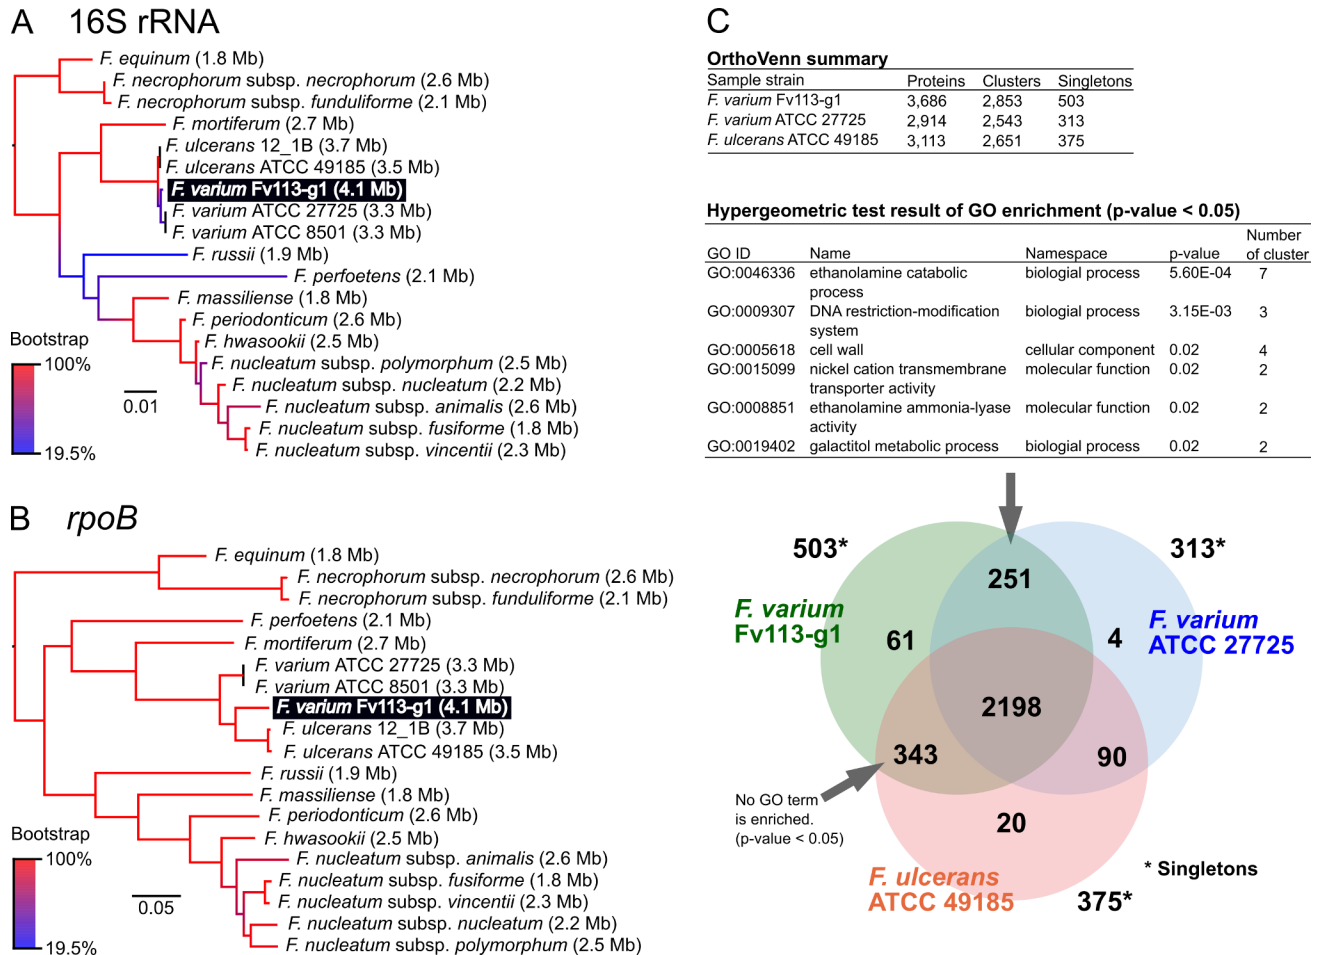 A 16S rRNA
F. equinum (1.8 Mb)
F. necrophorum subsp. necrophorum (2.6 Mb)
F. necrophorum subsp. funduliforme (2.1 Mb)
F. mortiferum (2.7 Mb)
F. ulcerans 12_1B (3.7 Mb)
F. ulcerans ATCC 49185 (3.5 Mb)
F. varium Fv113-g1 (4.1 Mb)
F. varium ATCC 27725 (3.3 Mb)
F. varium ATCC 8501 (3.3 Mb)
F. russii (1.9 Mb)
F. perfoetens (2.1 Mb)
F. massiliense (1.8 Mb)
F. periodonticum (2.6 Mb)
F. hwasookii (2.5 Mb)
F. nucleatum subsp. polymorphum (2.5 Mb)
F. nucleatum subsp. nucleatum (2.2 Mb)
F. nucleatum subsp. animalis (2.6 Mb)
F. nucleatum subsp. fusiforme (1.8 Mb)
F. nucleatum subsp. vincentii (2.3 Mb)
Bootstrap
100%
19.5%
0.01
B rpoB
F. equinum (1.8 Mb)
F. necrophorum subsp. necrophorum (2.6 Mb)
F. necrophorum subsp. funduliforme (2.1 Mb)
F. perfoetens (2.1 Mb)
F. mortiferum (2.7 Mb)
F. varium ATCC 27725 (3.3 Mb)
F. varium ATCC 8501 (3.3 Mb)
F. varium Fv113-g1 (4.1 Mb)
F. ulcerans 12_1B (3.7 Mb)
F. ulcerans ATCC 49185 (3.5 Mb)
F. russii (1.9 Mb)
F. massiliense (1.8 Mb)
F. periodonticum (2.6 Mb)
F. hwasookii (2.5 Mb)
F. nucleatum subsp. animalis (2.6 Mb)
F. nucleatum subsp. fusiforme (1.8 Mb)
F. nucleatum subsp. vincentii (2.3 Mb)
F. nucleatum subsp. nucleatum (2.2 Mb)
F. nucleatum subsp. polymorphum (2.5 Mb)
Bootstrap
100%
19.5%
0.05
C
OrthoVenn summary
Sample strain Proteins Clusters Singletons
F. varium Fv113-g1 3,686 2,853 503
F. varium ATCC 27725 2,914 2,543 313
F. ulcerans ATCC 49185 3,113 2,651 375
Hypergeometric test result of GO enrichment (p-value < 0.05)
Number
GO ID Name Namespace p-value of cluster
GO:0046336 ethanolamine catabolic biologial process 5.60E-04 7
process
GO:0009307 DNA restriction-modification biologial process 3.15E-03 3
system
GO:0005618 cell wall cellular component 0.02 4
GO:0015099 nickel cation transmembrane molecular function 0.02 2
transporter activity
GO:0008851 ethanolamine ammonia-lyase molecular function 0.02 2
activity
GO:0019402 galactitol metabolic process biologial process 0.02 2
503*
313*
251
F. varium
Fv113-g1
61
4
F. varium
ATCC 27725
2198
343
90
No GO term
is enriched.
(p-value < 0.05)
20
F. ulcerans
ATCC 49185
375*
* Singletons